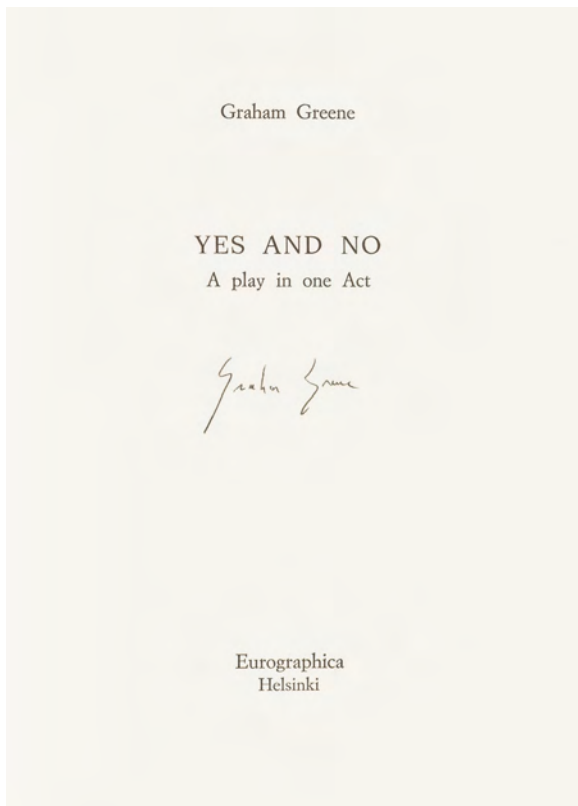 Graham Greene
YES AND NO
A play in one Act
Graham Greene
Eurographica
Helsinki